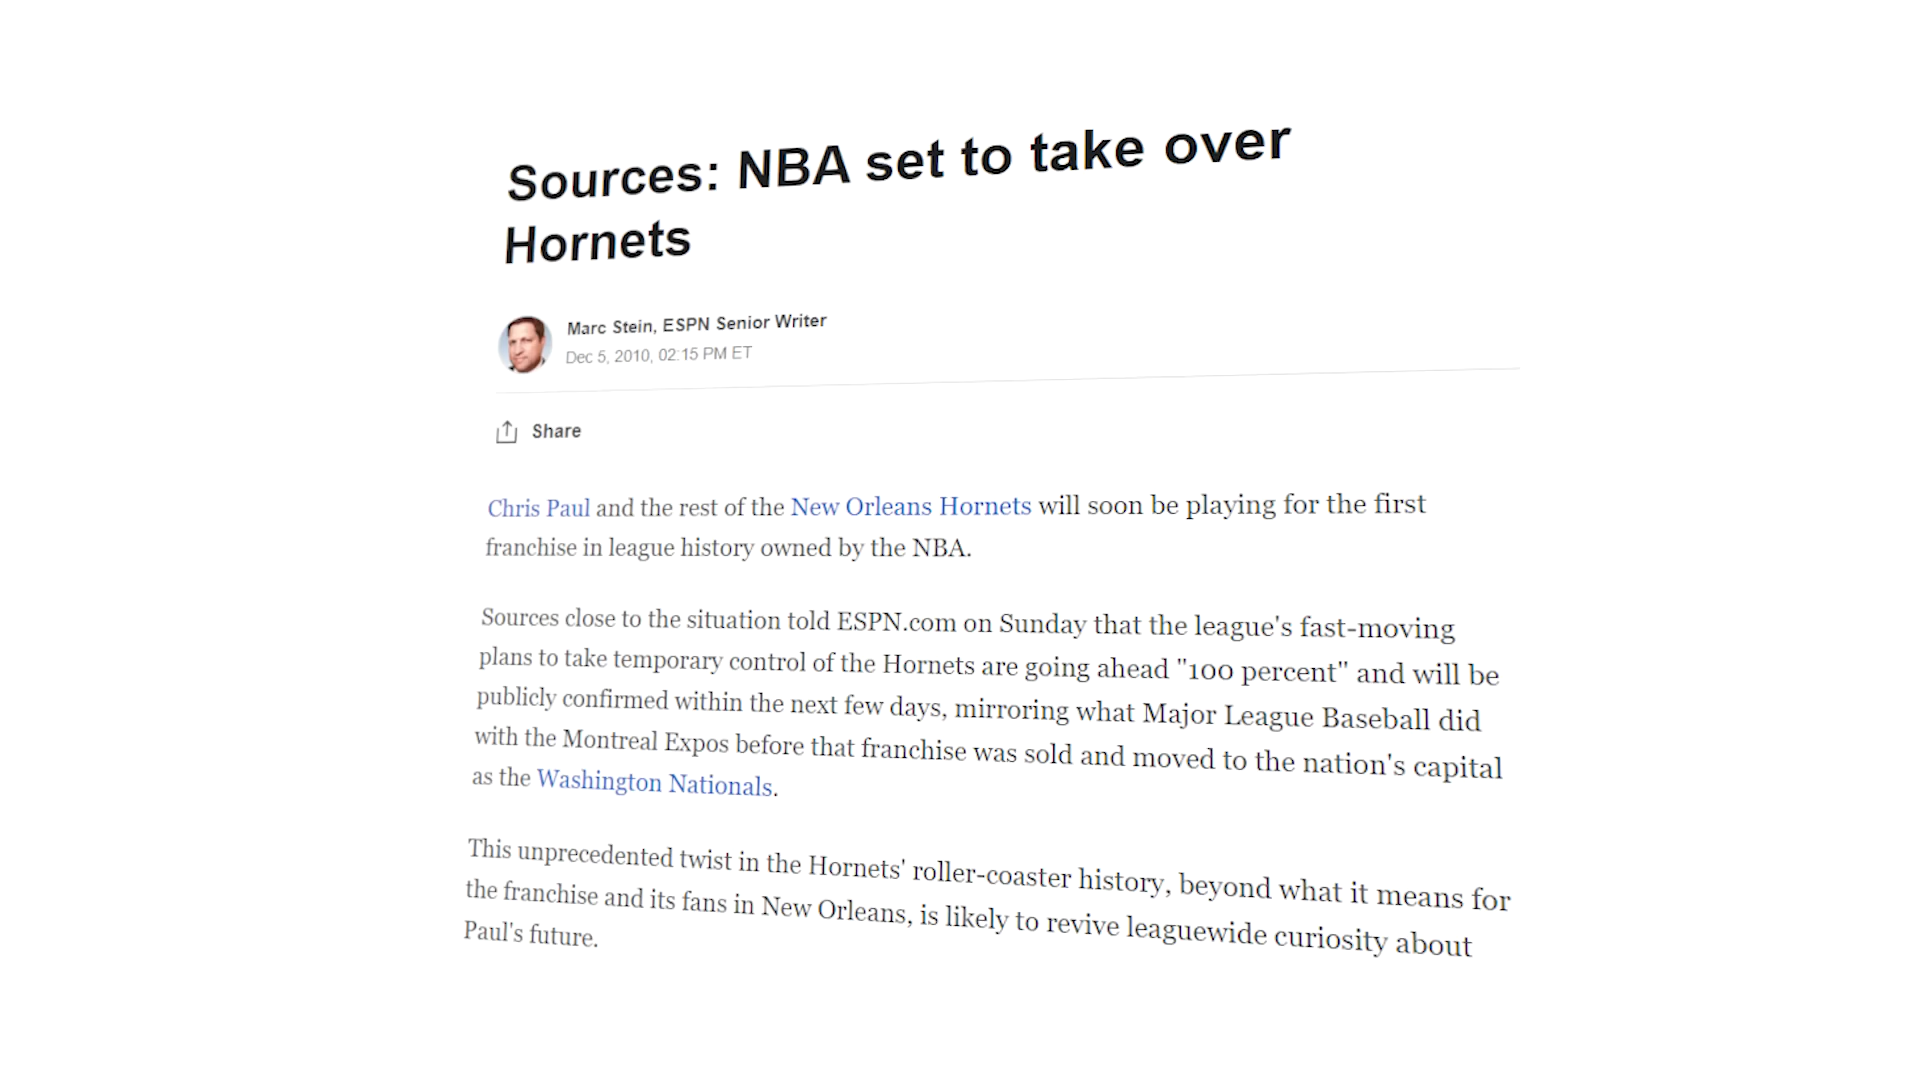 Sources: NBA set to take over
Hornets
Marc Stein, ESPN Senior Writer
Dec 5, 2010, 02:15 PM ET
Share
Chris Paul and the rest of the New Orleans Hornets will soon be playing for the first
franchise in league history owned by the NBA.
Sources close to the situation told ESPN.com on Sunday that the league's fast-moving
plans to take temporary control of the Hornets are going ahead "100 percent" and will be
publicly confirmed within the next few days, mirroring what Major League Baseball did
with the Montreal Expos before that franchise was sold and moved to the nation's capital
as the Washington Nationals.
This unprecedented twist in the Hornets' roller-coaster history, beyond what it means for
the franchise and its fans in New Orleans, is likely to revive leaguewide curiosity about
Paul's future.